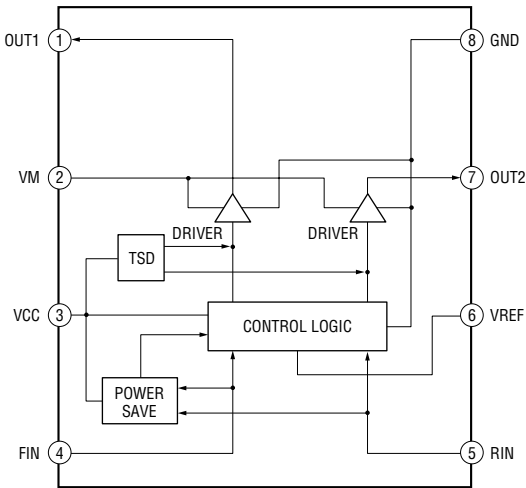 OUT1
1
8
GND
VM
2
7
OUT2
DRIVER
DRIVER
TSD
VCC
3
CONTROL LOGIC
6
VREF
POWER
SAVE
FIN
4
5
RIN